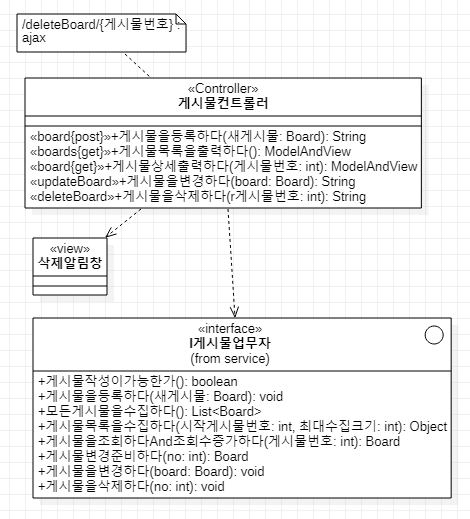 /deleteBoard/{게시물번호} :
ajax
«Controller»
게시물컨트롤러
«board{post}»+게시물을등록하다(새게시물: Board): String
«boards{get}»+게시물목록을출력하다(): ModelAndView
«board{get}»+게시물상세출력하다(게시물번호: int): ModelAndView
«updateBoard»+게시물을변경하다(board: Board): String
«deleteBoard»+게시물을삭제하다(r게시물번호: int): String
«view»
삭제알림창
«interface»
I게시물업무자
(from service)
+게시물작성이가능한가(): boolean
+게시물을등록하다(새게시물: Board): void
+모든게시물을수집하다(): List<Board>
+게시물목록을수집하다(시작게시물번호: int, 최대수집크기: int): Object
+게시물을조회하다And조회수증가하다(게시물번호: int): Board
+게시물변경준비하다(no: int): Board
+게시물을변경하다(board: Board): void
+게시물을삭제하다(no: int): void